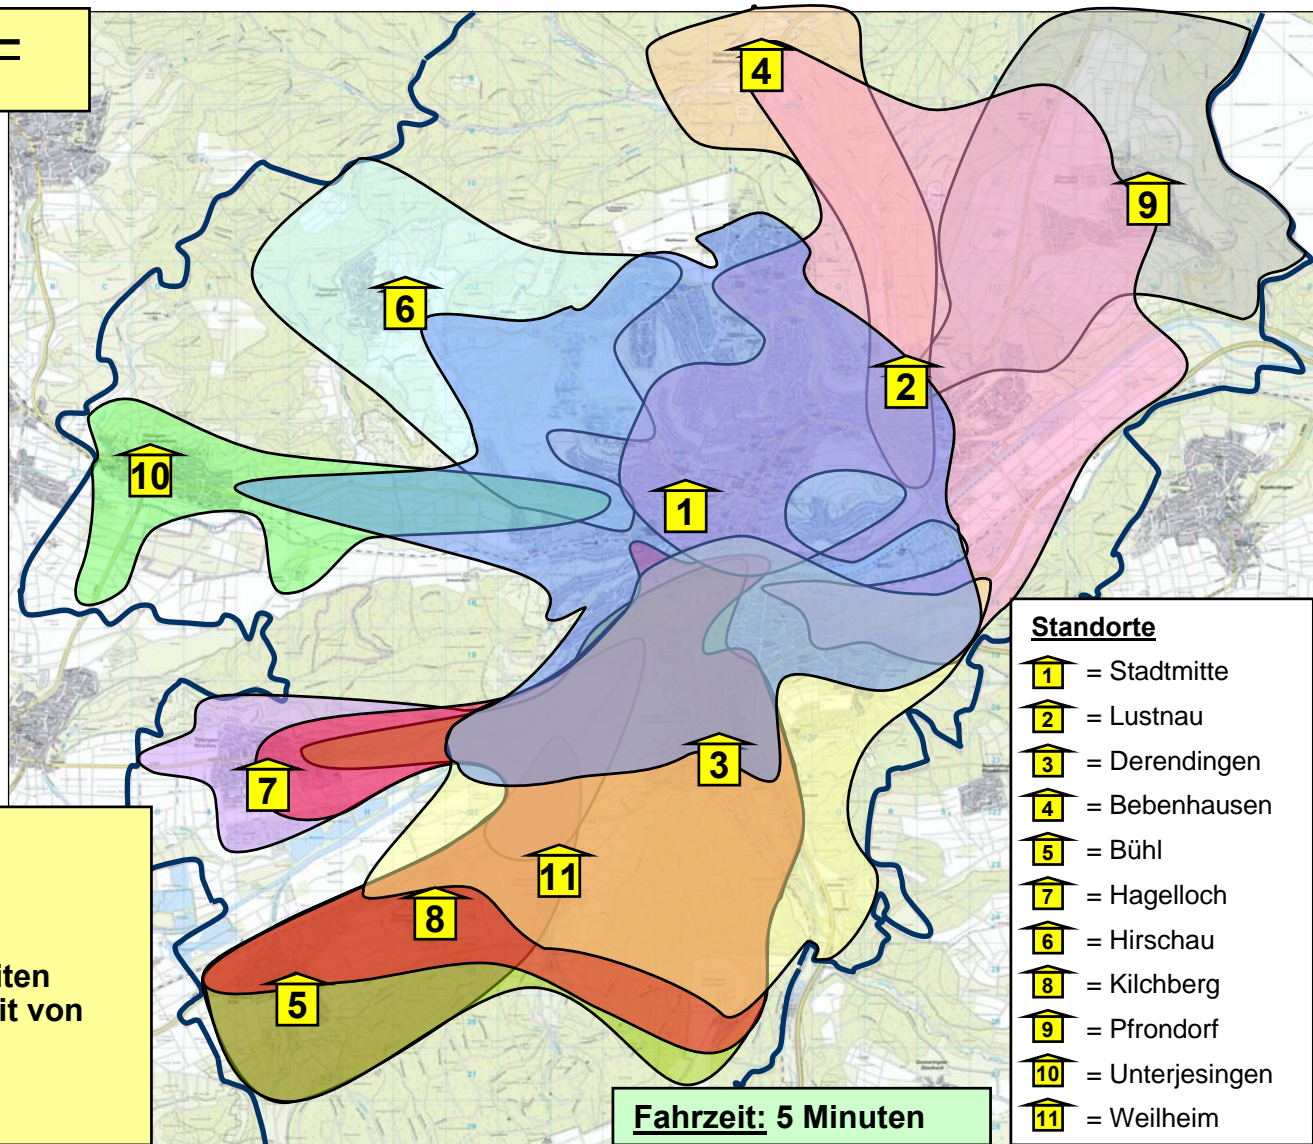 =
4
9
6
2
10
1
7
3
11
8
5
iten
it von
Fahrzeit: 5 Minuten
Standorte
1 = Stadtmitte
2 = Lustnau
3 = Derendingen
4 = Bebenhausen
5 = Bühl
7 = Hagelloch
6 = Hirschau
8 = Kilchberg
9 = Pfrondorf
10 = Unterjesingen
11 = Weilheim